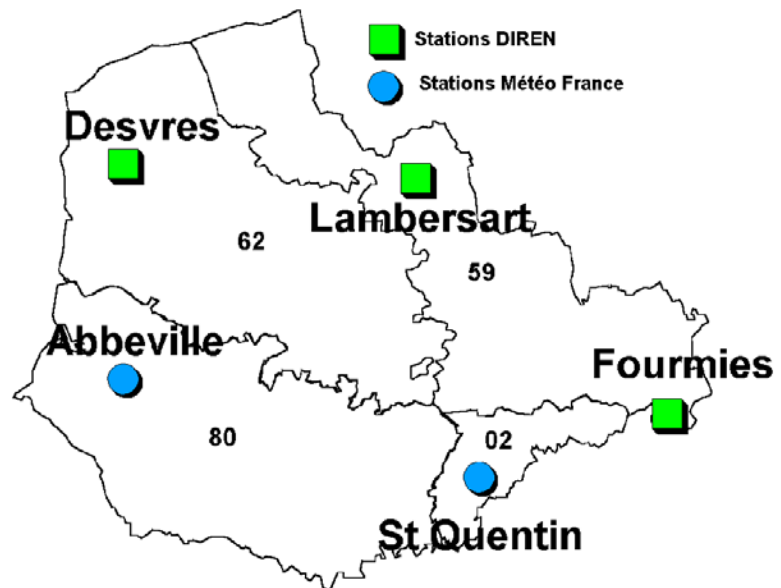 Stations DIREN
Stations Météo France
Desvres
Lambersart
62
59
Abbeville
Fourmies
80
02
St Quentin